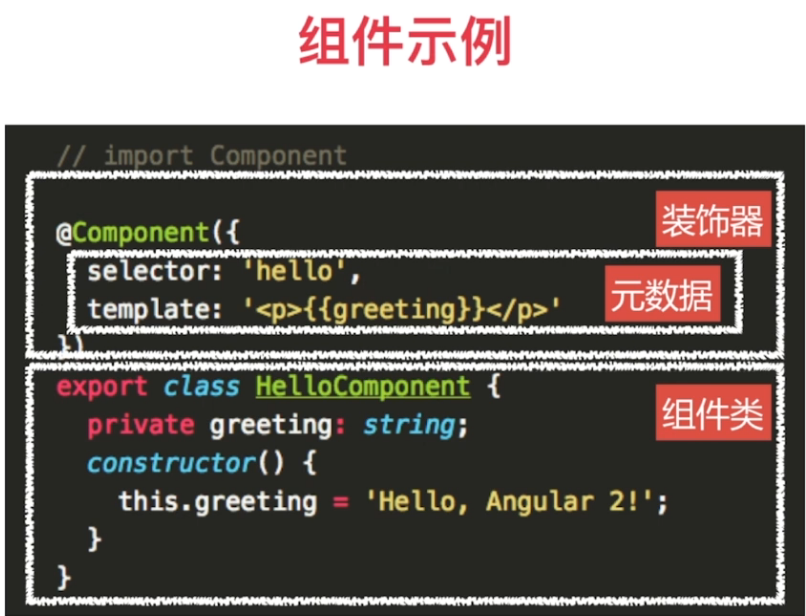 组件示例
// import Component
装饰器
@Component({
selector: 'hello',
元数据
template: '<p>{{greeting}}</p>'
})
export class HelloComponent {
组件类
private greeting: string;
constructor() {
this.greeting = 'Hello, Angular 2!';
}
}